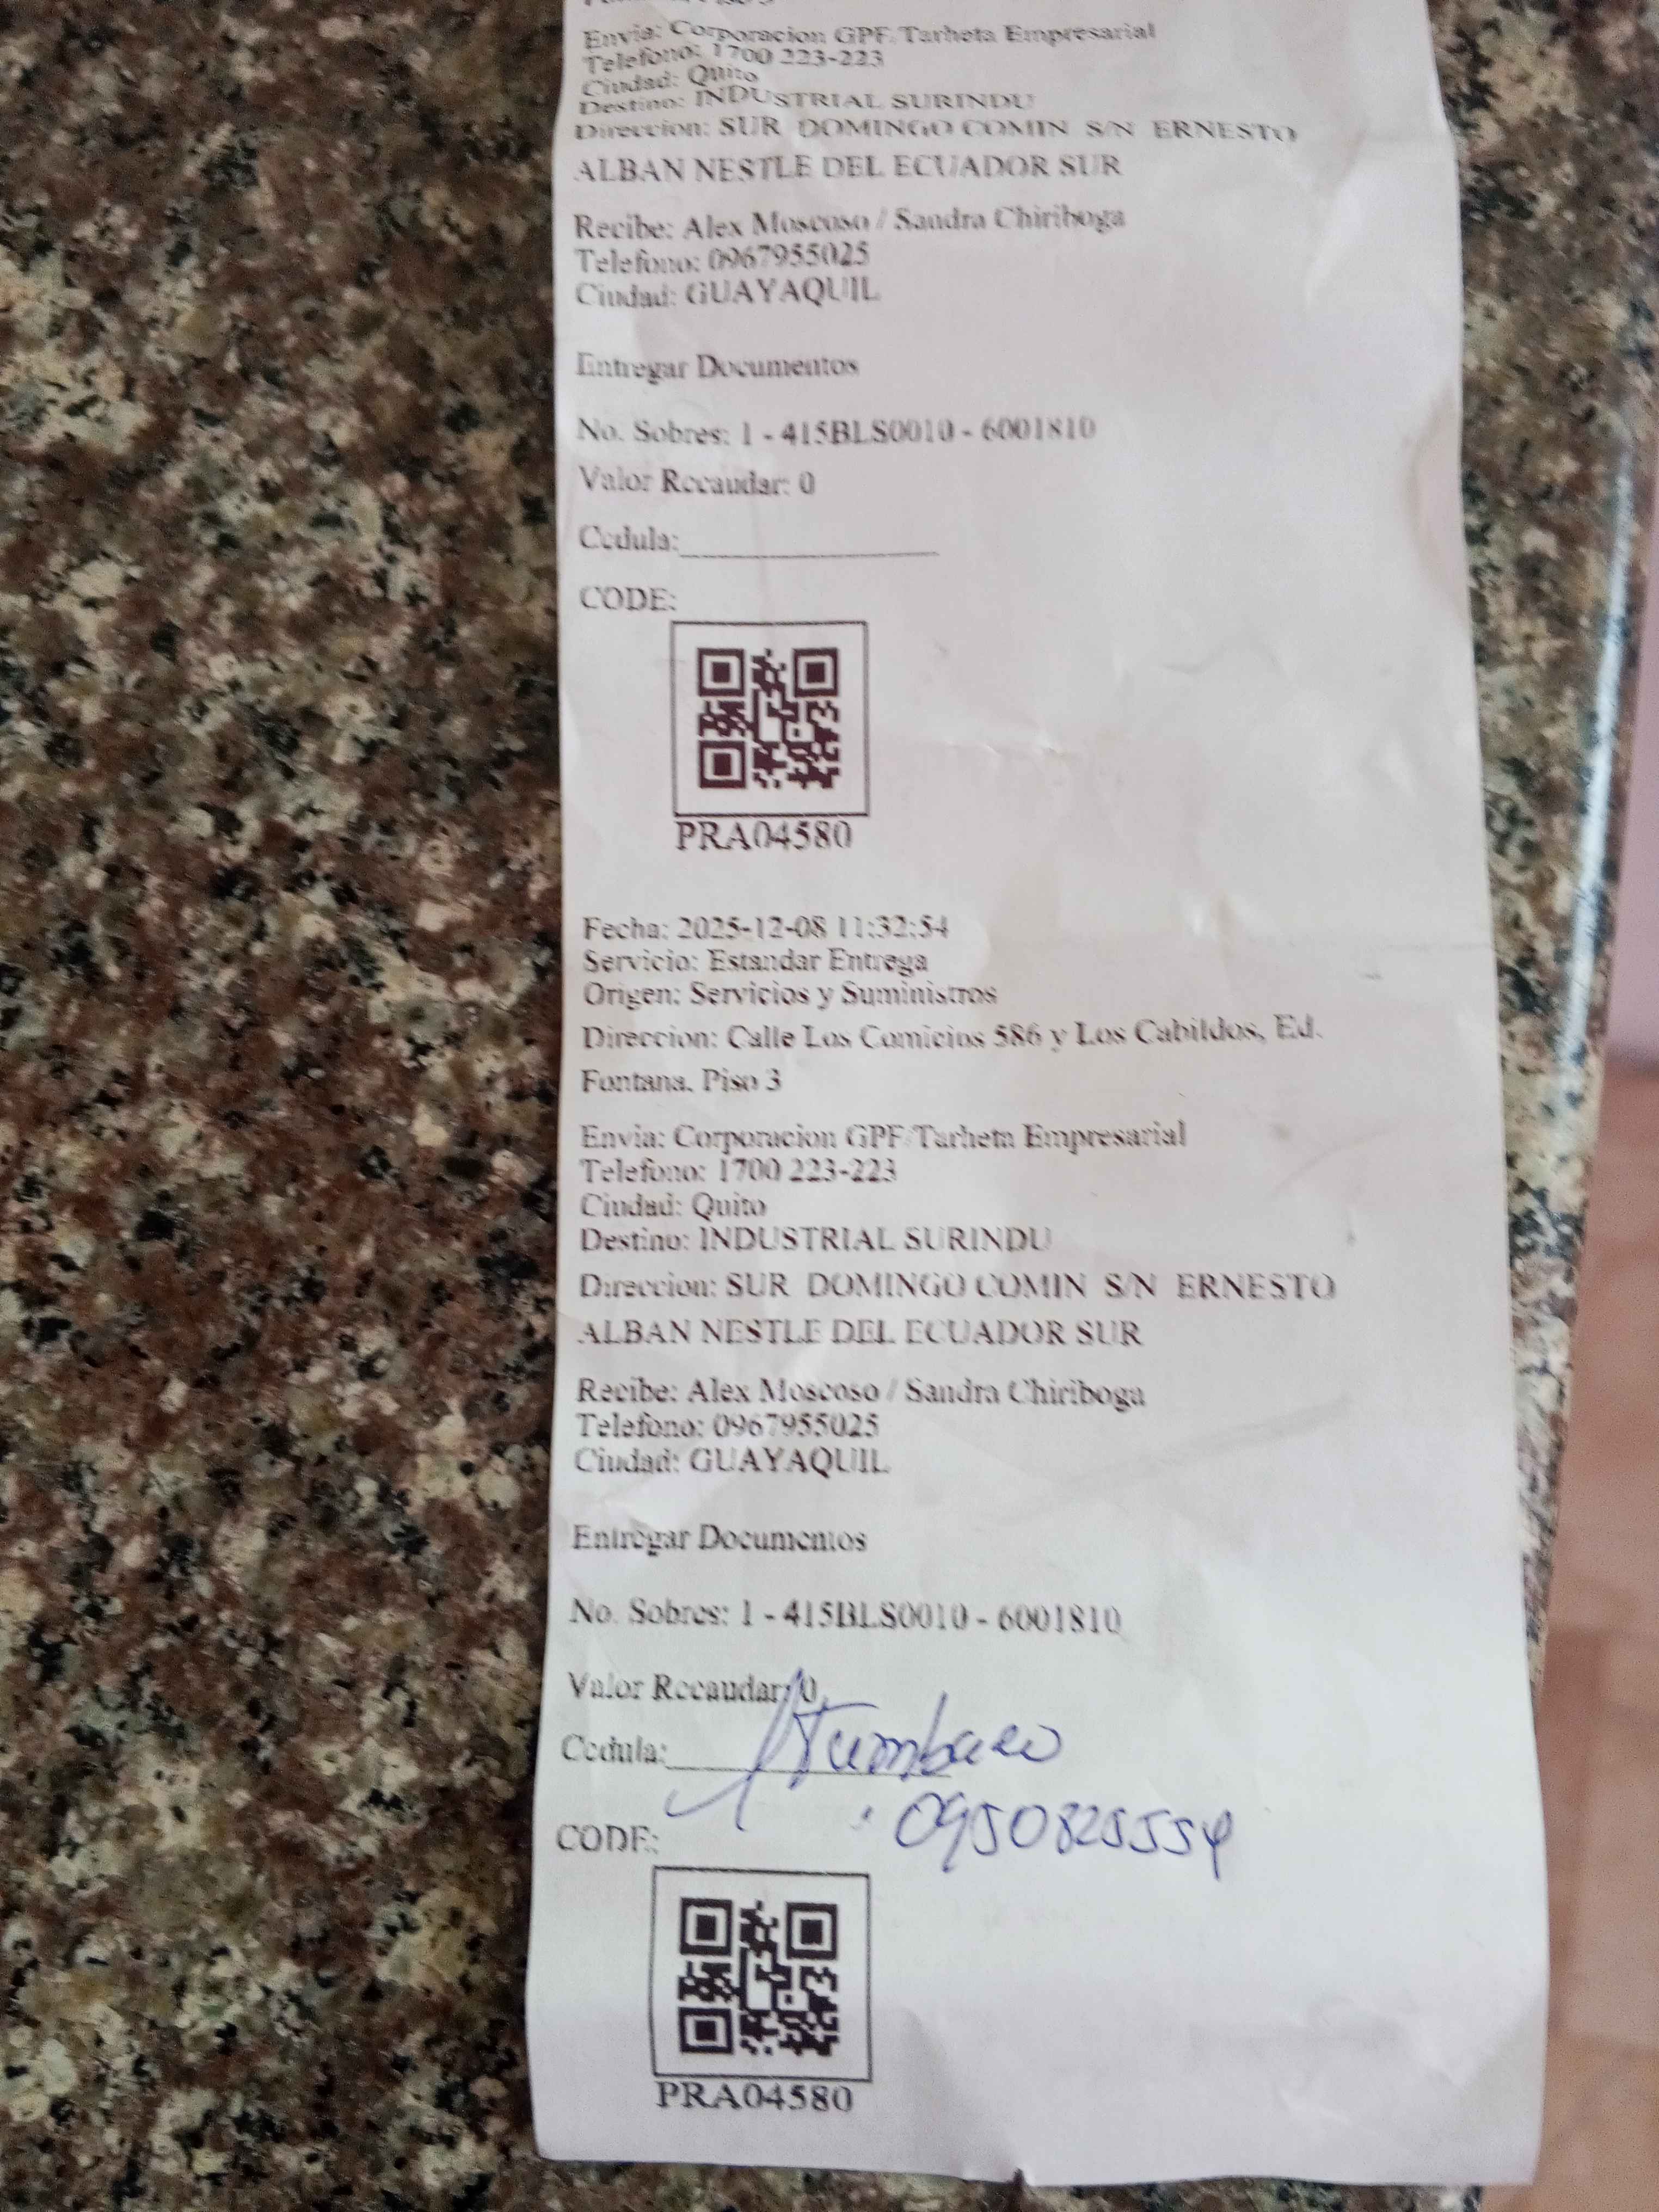 Envia: Corporacion GPF/Tarheta Empresarial
Telefono: 1700 223-223
Ciudad: Quito
Destino: INDUSTRIAL SURINDU
Direccion: SUR DOMINGO COMIN S/N ERNESTO
ALBAN NESTLE DEL ECUADOR SUR
Recibe: Alex Moscoso / Sandra Chiriboga
Telefono: 0967955025
Ciudad: GUAYAQUIL
Entregar Documentos
No. Sobres: 1 - 415BLS0010 - 6001810
Valor Recaudar: 0
Cedula:
CODE:
PRA04580
Fecha: 2025-12-08 11:32:54
Servicio: Estandar Entrega
Origen: Servicios y Suministros
Direccion: Calle Los Comicios 586 y Los Cabildos, Ed.
Fontana, Piso 3
Envia: Corporacion GPF/Tarheta Empresarial
Telefono: 1700 223-223
Ciudad: Quito
Destino: INDUSTRIAL SURINDU
Direccion: SUR DOMINGO COMIN S/N ERNESTO
ALBAN NESTLE DEL ECUADOR SUR
Recibe: Alex Moscoso / Sandra Chiriboga
Telefono: 0967955025
Ciudad: GUAYAQUIL
Entregar Documentos
No. Sobres: 1 - 415BLS0010 - 6001810
Valor Recaudar: 0
Cedula:
0950825554
CODE:
PRA04580